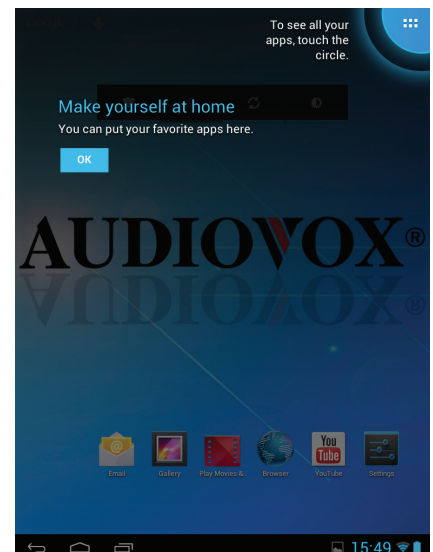 To see all your
apps, touch the
circle.
Make yourself at home
You can put your favorite apps here.
OK
AUDIOVOX®
Email
Gallery
Play Movies &..
Browser
You
Tube
YouTube
Settings
15:49